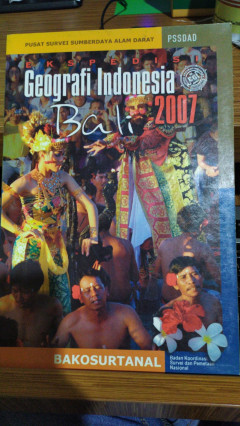 PUSAT SURVEI SUMBERDAYA ALAM DARAT
PSSDAD
EKSPEDISI
Geografi Indonesia
Bali 2007
BAKOSURTANAL
Badan Koordinasi
Survei dan Pemetaan
Nasional